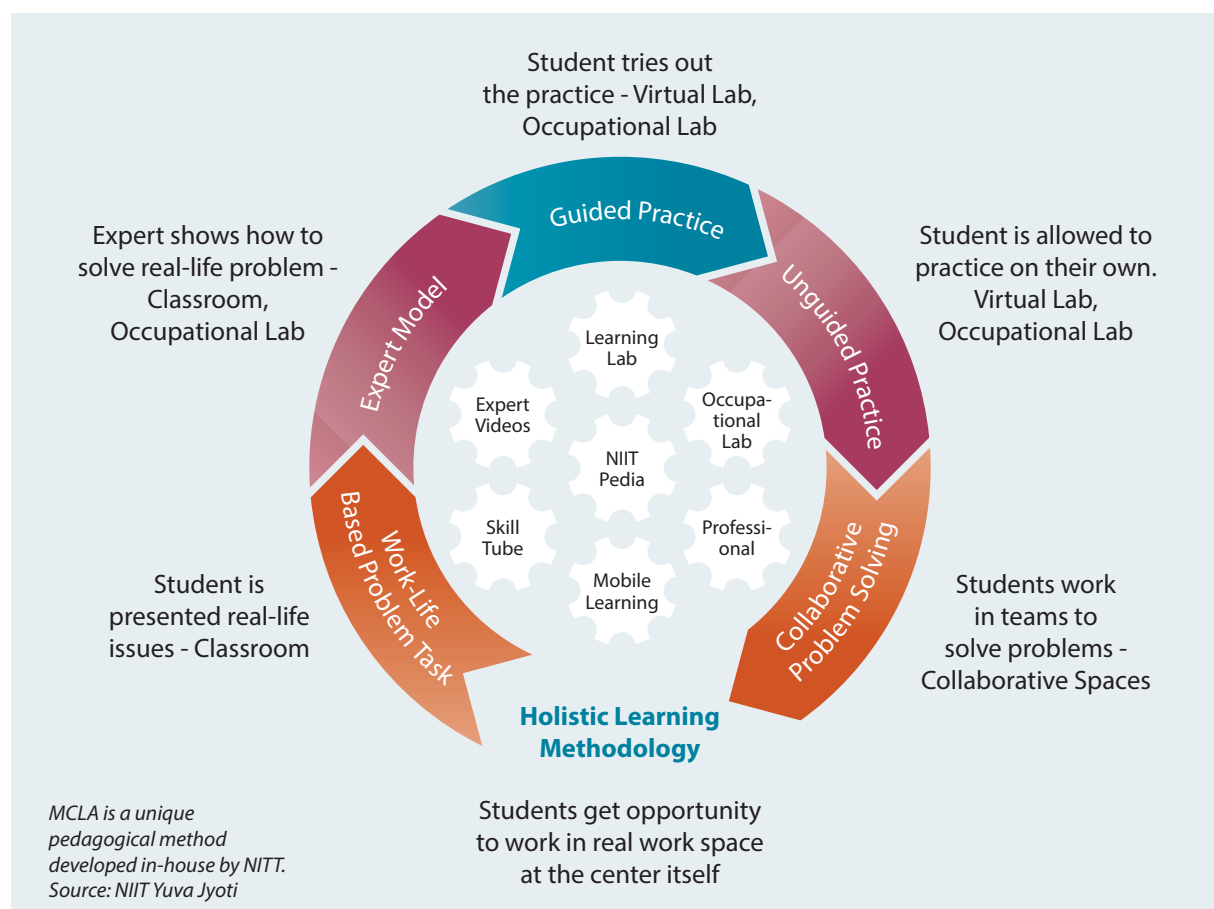 Student tries out
the practice - Virtual Lab,
Occupational Lab
Expert shows how to
solve real-life problem -
Classroom,
Occupational Lab
Student is allowed to
practice on their own.
Virtual Lab,
Occupational Lab
Guided Practice
Expert Model
Unguided Practice
Learning
Lab
Expert
Videos
Occupa-
tional
Lab
NIIT
Pedia
Skill
Tube
Professi-
onal
Mobile
Learning
Work-Life
Based Problem Task
Collaborative
Problem Solving
Student is
presented real-life
issues - Classroom
Students work
in teams to
solve problems -
Collaborative Spaces
Holistic Learning
Methodology
Students get opportunity
to work in real work space
at the center itself
MCLA is a unique
pedagogical method
developed in-house by NITT.
Source: NIIT Yuva Jyoti